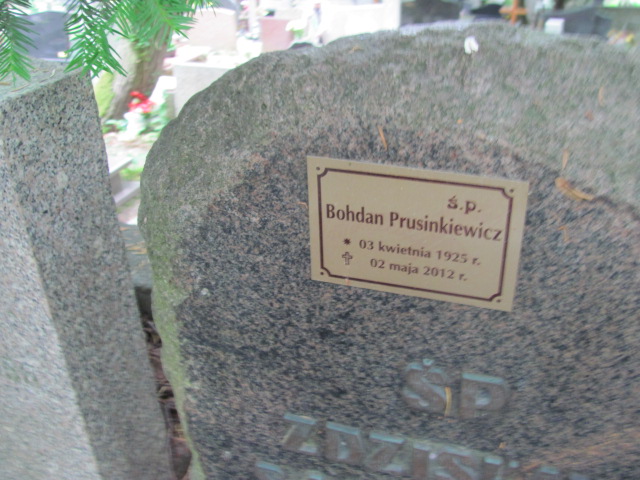 ś.p.
Bohdan Prusinkiewicz
* 03 kwietnia 1925 r.
✝ 02 maja 2012 r.
ŚP